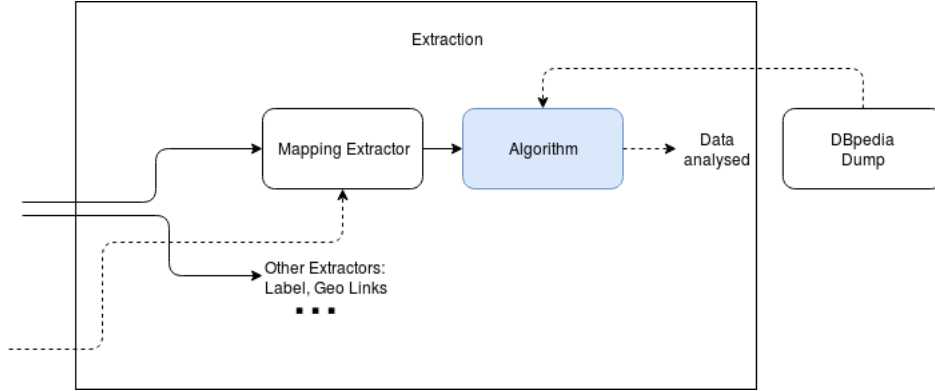 Extraction
Mapping Extractor
Algorithm
Data
analysed
DBpedia
Dump
Other Extractors:
Label, Geo Links
...